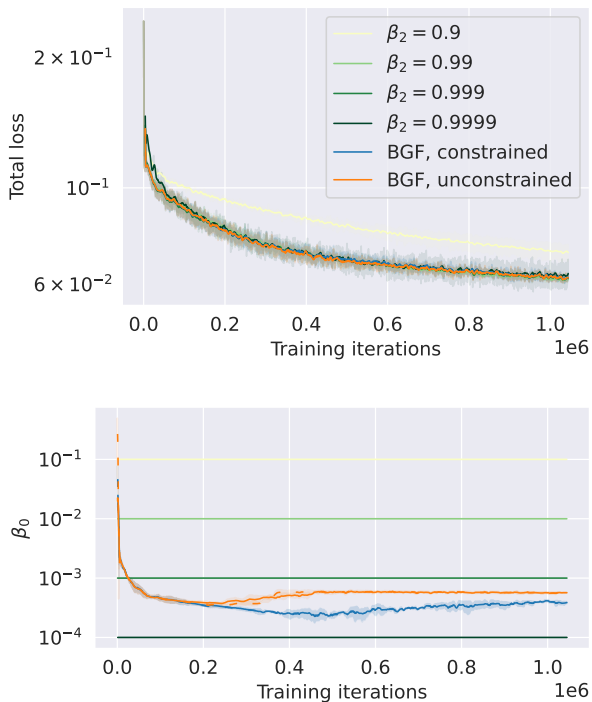 2 × 10⁻¹
10⁻¹
6 × 10⁻²
Total loss
β₂ = 0.9
β₂ = 0.99
β₂ = 0.999
β₂ = 0.9999
BGF, constrained
BGF, unconstrained
0.0 0.2 0.4 0.6 0.8 1.0
1e6
Training iterations
10⁻¹
10⁻²
10⁻³
10⁻⁴
β₀
0.0 0.2 0.4 0.6 0.8 1.0
1e6
Training iterations